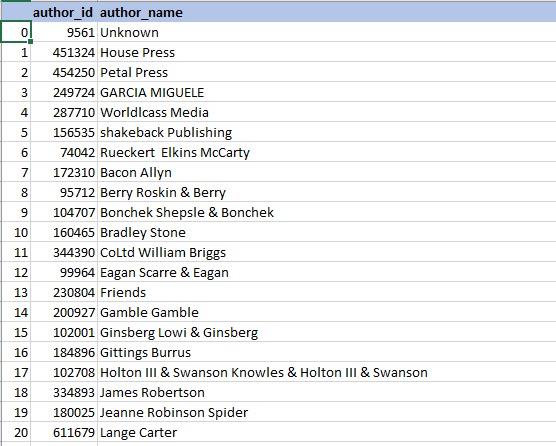 author_id author_name
0 9561 Unknown
1 451324 House Press
2 454250 Petal Press
3 249724 GARCIA MIGUELE
4 287710 Worldlcass Media
5 156535 shakeback Publishing
6 74042 Rueckert  Elkins McCarty
7 172310 Bacon Allyn
8 95712 Berry Roskin & Berry
9 104707 Bonchek Shepsle & Bonchek
10 160465 Bradley Stone
11 344390 CoLtd William Briggs
12 99964 Eagan Scarre & Eagan
13 230804 Friends
14 200927 Gamble Gamble
15 102001 Ginsberg Lowi & Ginsberg
16 184896 Gittings Burrus
17 102708 Holton III & Swanson Knowles & Holton III & Swanson
18 334893 James Robertson
19 180025 Jeanne Robinson Spider
20 611679 Lange Carter